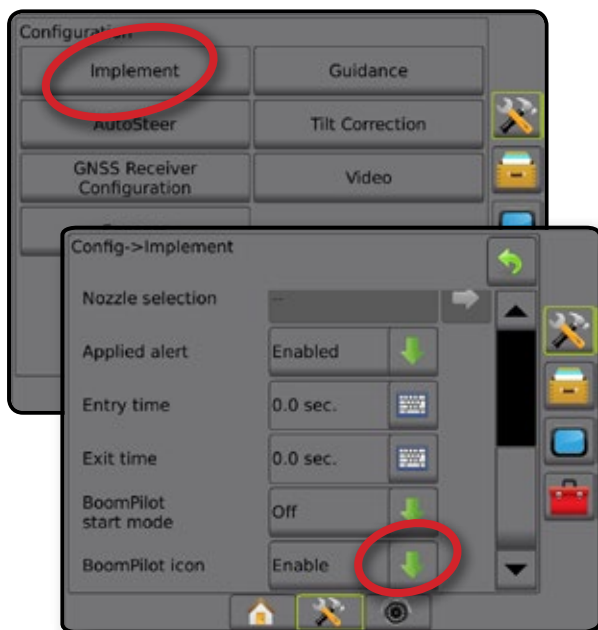 Configuration
Implement
Guidance
AutoSteer
Tilt Correction
GNSS Receiver
Configuration
Video
Config->Implement
Nozzle selection
--
Applied alert
Enabled
Entry time
0.0 sec.
Exit time
0.0 sec.
BoomPilot
start mode
Off
BoomPilot icon
Enable